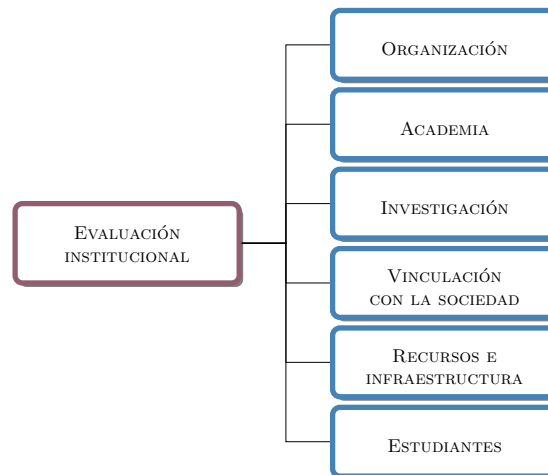 Organización
Academia
Investigación
Evaluación
institucional
Vinculación
con la sociedad
Recursos e
infraestructura
Estudiantes